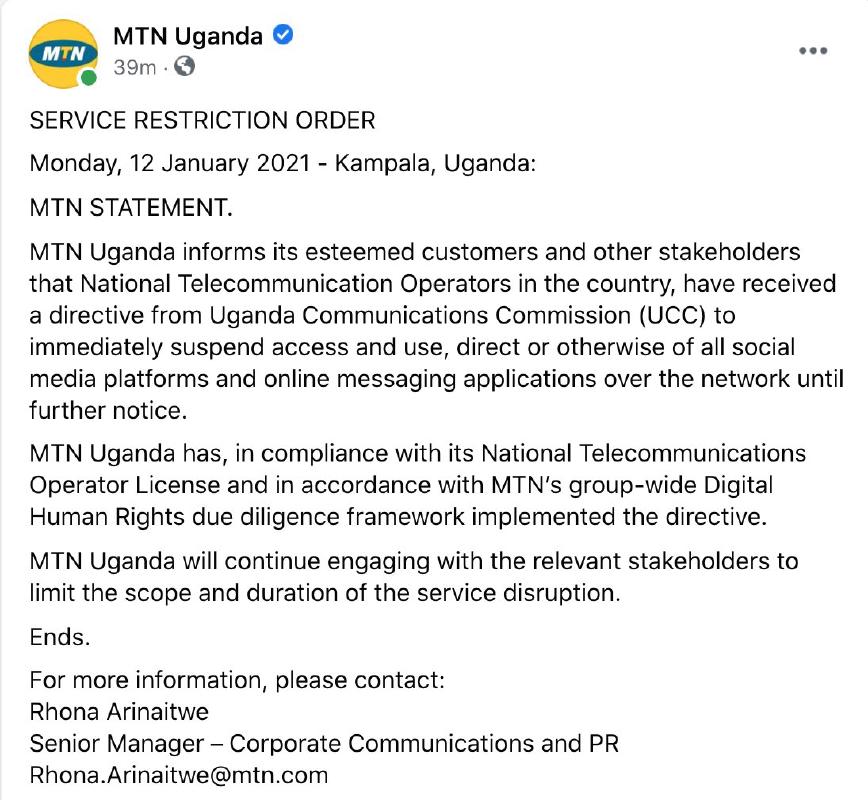 MTN
MTN Uganda
39m ·
SERVICE RESTRICTION ORDER
Monday, 12 January 2021 - Kampala, Uganda:
MTN STATEMENT.
MTN Uganda informs its esteemed customers and other stakeholders
that National Telecommunication Operators in the country, have received
a directive from Uganda Communications Commission (UCC) to
immediately suspend access and use, direct or otherwise of all social
media platforms and online messaging applications over the network until
further notice.
MTN Uganda has, in compliance with its National Telecommunications
Operator License and in accordance with MTN’s group-wide Digital
Human Rights due diligence framework implemented the directive.
MTN Uganda will continue engaging with the relevant stakeholders to
limit the scope and duration of the service disruption.
Ends.
For more information, please contact:
Rhona Arinaitwe
Senior Manager – Corporate Communications and PR
Rhona.Arinaitwe@mtn.com